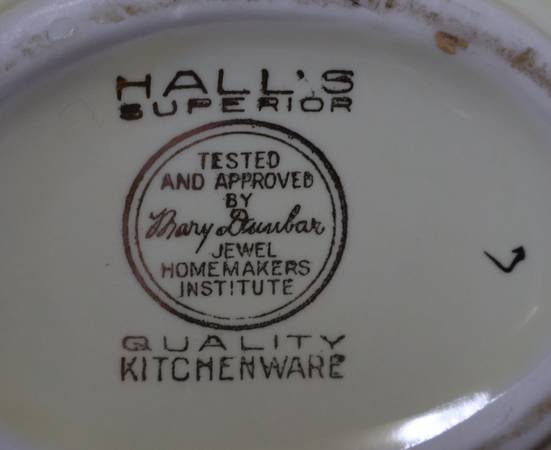 HALL'S
SUPERIOR
TESTED
AND APPROVED
BY
Mary Dunbar
JEWEL
HOMEMAKERS
INSTITUTE
QUALITY
KITCHENWARE